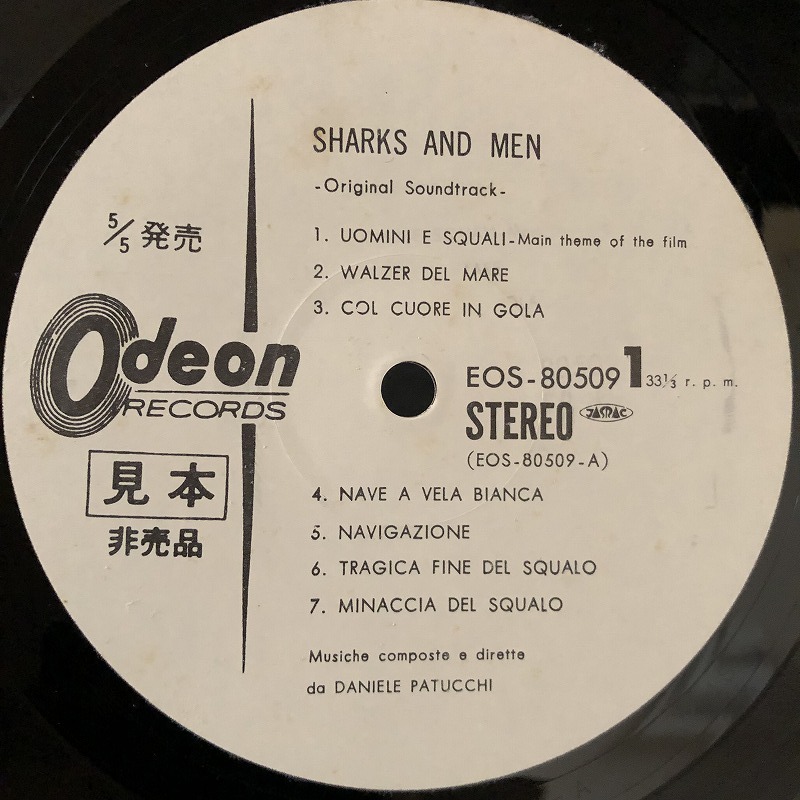 SHARKS AND MEN
-Original Soundtrack-
5/5 発売
1. UOMINI E SQUALI-Main theme of the film
2. WALZER DEL MARE
3. COL CUORE IN GOLA
Odeon
RECORDS
EOS-80509 1 33⅓ r. p. m.
STEREO JASRAC
(EOS-80509-A)
見本
非売品
4. NAVE A VELA BIANCA
5. NAVIGAZIONE
6. TRAGICA FINE DEL SQUALO
7. MINACCIA DEL SQUALO
Musiche composte e dirette
da DANIELE PATUCCHI